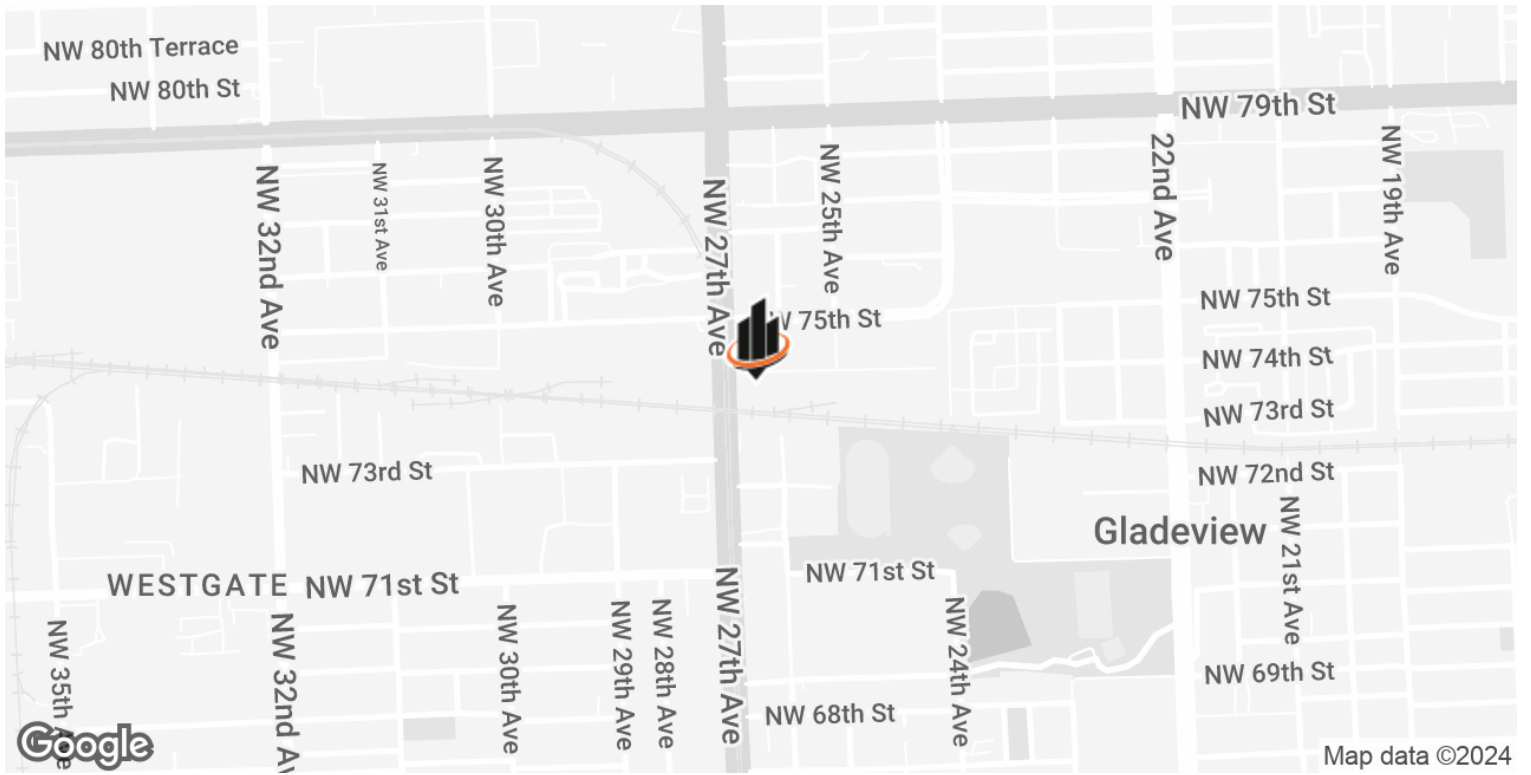 NW 80th Terrace
NW 80th St
NW 79th St
NW 32nd Ave
NW 31st Ave
NW 30th Ave
NW 27th Ave
NW 25th Ave
22nd Ave
NW 19th Ave
W 75th St
NW 75th St
NW 74th St
NW 73rd St
NW 73rd St
NW 72nd St
Gladeview
NW 21st Ave
WESTGATE
NW 71st St
NW 71st St
NW 35th Ave
NW 32nd Av
NW 30th Ave
NW 29th Ave
NW 28th Ave
NW 27th Ave
NW 24th Ave
NW 69th St
NW 68th St
Google
Map data ©2024